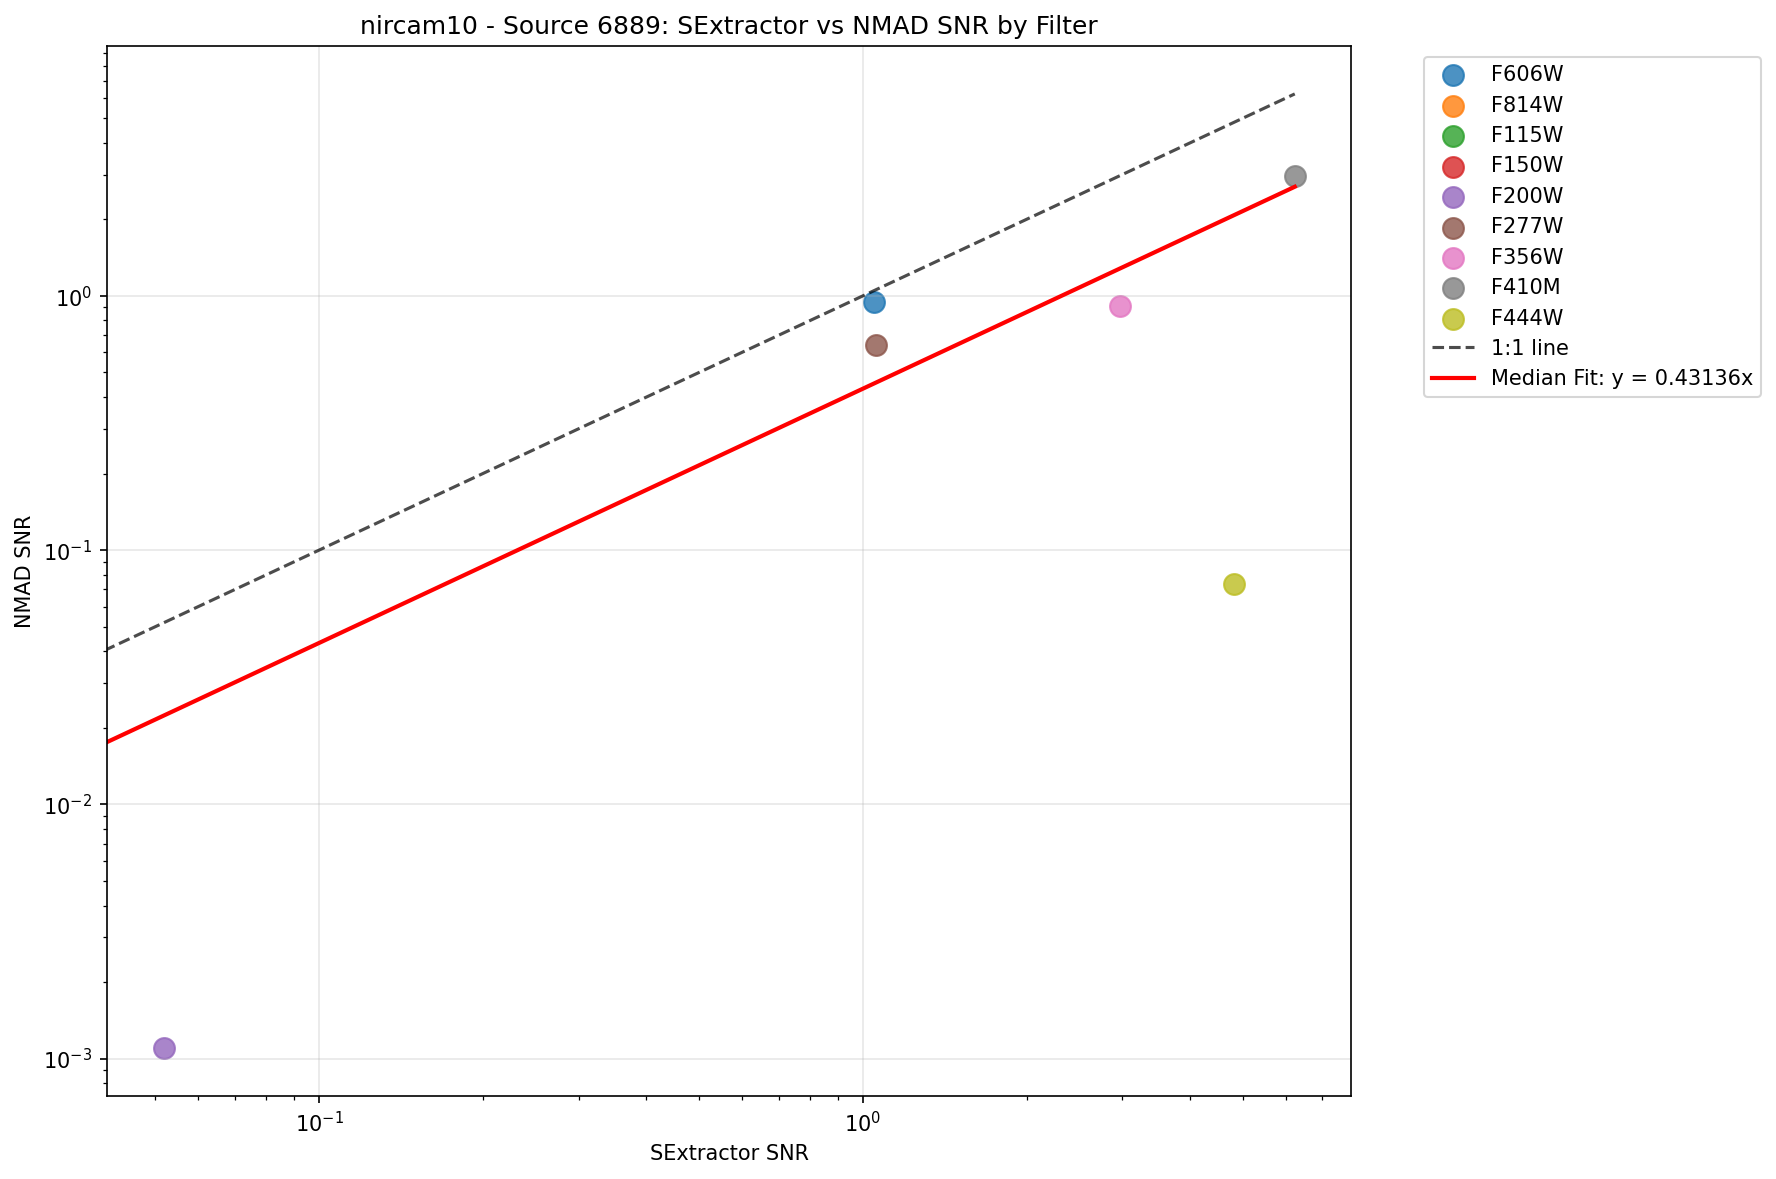 nircam10 - Source 6889: SExtractor vs NMAD SNR by Filter
F606W
F814W
F115W
F150W
F200W
F277W
F356W
F410M
F444W
1:1 line
Median Fit: y = 0.43136x
NMAD SNR
10⁰
10⁻¹
10⁻²
10⁻³
10⁻¹
10⁰
SExtractor SNR